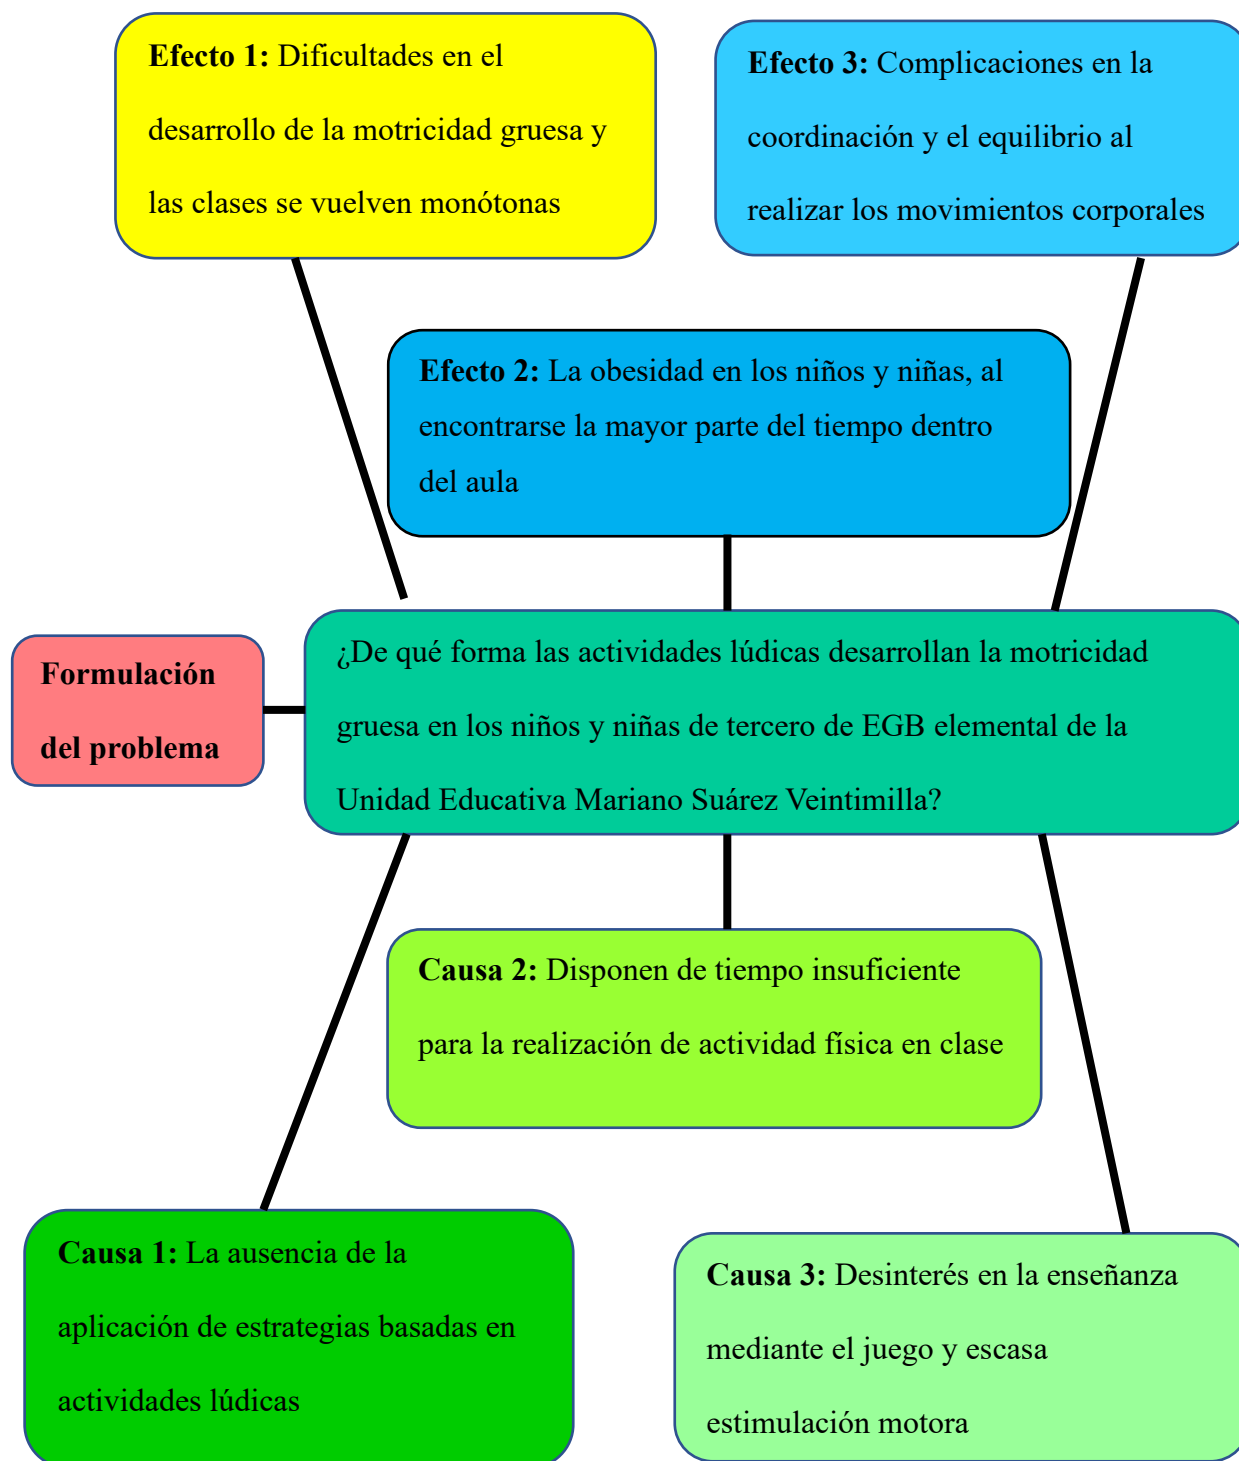 Efecto 1: Dificultades en el
desarrollo de la motricidad gruesa y
las clases se vuelven monótonas
Efecto 3: Complicaciones en la
coordinación y el equilibrio al
realizar los movimientos corporales
Efecto 2: La obesidad en los niños y niñas, al
encontrarse la mayor parte del tiempo dentro
del aula
Formulación
del problema
¿De qué forma las actividades lúdicas desarrollan la motricidad
gruesa en los niños y niñas de tercero de EGB elemental de la
Unidad Educativa Mariano Suárez Veintimilla?
Causa 2: Disponen de tiempo insuficiente
para la realización de actividad física en clase
Causa 1: La ausencia de la
aplicación de estrategias basadas en
actividades lúdicas
Causa 3: Desinterés en la enseñanza
mediante el juego y escasa
estimulación motora